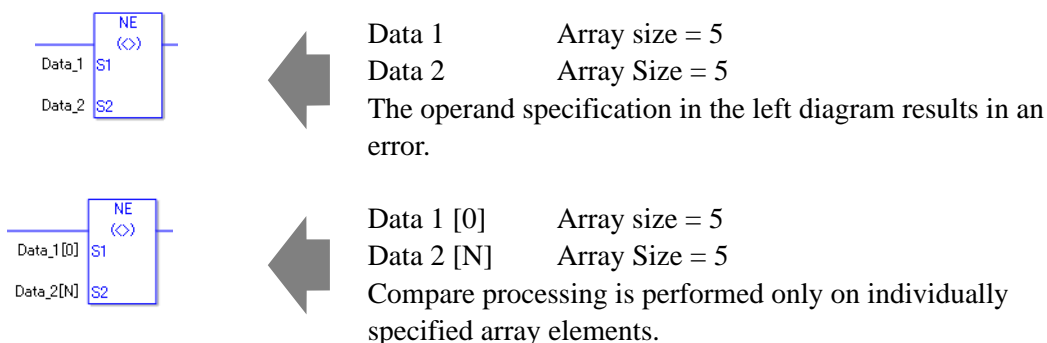 NE
(<>)
Data_1 S1
Data_2 S2
Data 1 Array size = 5
Data 2 Array Size = 5
The operand specification in the left diagram results in an
error.
NE
(<>)
Data_1[0] S1
Data_2[N] S2
Data 1 [0] Array size = 5
Data 2 [N] Array Size = 5
Compare processing is performed only on individually
specified array elements.